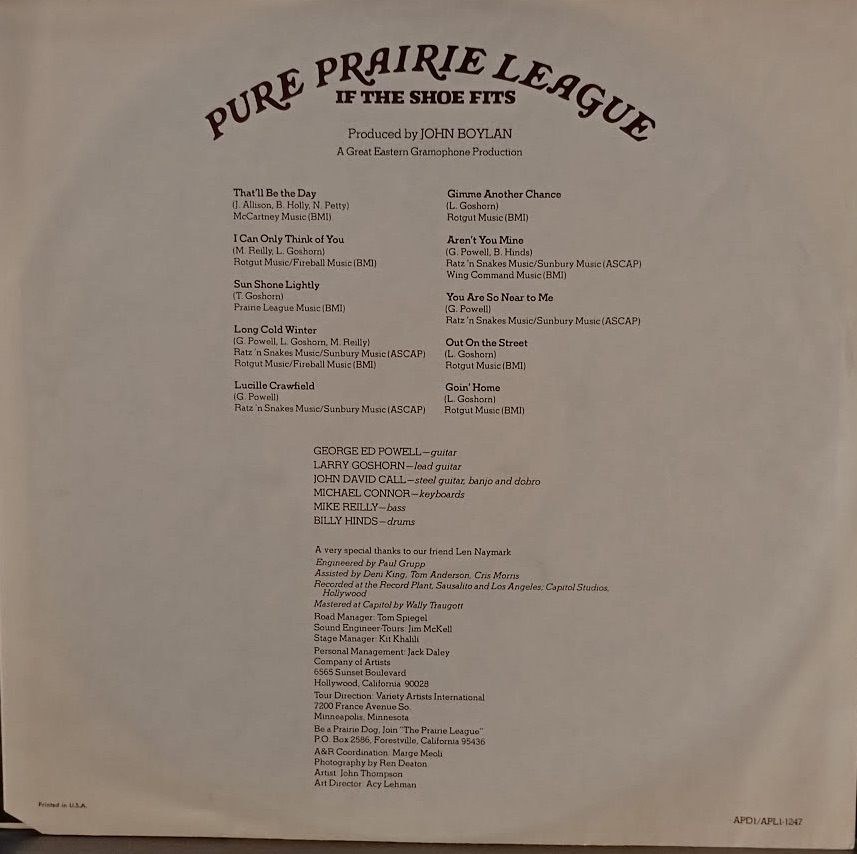 PURE PRAIRIE LEAGUE
IF THE SHOE FITS
Produced by JOHN BOYLAN
A Great Eastern Gramophone Production
That'll Be the Day
(J. Allison, B. Holly, N. Petty)
McCartney Music (BMI)
I Can Only Think of You
(M. Reilly, L. Goshorn)
Rotgut Music/Fireball Music (BMI)
Sun Shone Lightly
(T. Goshorn)
Prairie League Music (BMI)
Long Cold Winter
(G. Powell, L. Goshorn, M. Reilly)
Ratz 'n Snakes Music/Sunbury Music (ASCAP)
Rotgut Music/Fireball Music (BMI)
Lucille Crawfield
(G. Powell)
Ratz 'n Snakes Music/Sunbury Music (ASCAP)
Gimme Another Chance
(L. Goshorn)
Rotgut Music (BMI)
Aren't You Mine
(G. Powell, B. Hinds)
Ratz 'n Snakes Music/Sunbury Music (ASCAP)
Wing Command Music (BMI)
You Are So Near to Me
(G. Powell)
Ratz 'n Snakes Music/Sunbury Music (ASCAP)
Out On the Street
(L. Goshorn)
Rotgut Music (BMI)
Goin' Home
(L. Goshorn)
Rotgut Music (BMI)
GEORGE ED POWELL—guitar
LARRY GOSHORN—lead guitar
JOHN DAVID CALL—steel guitar, banjo and dobro
MICHAEL CONNOR—keyboards
MIKE REILLY—bass
BILLY HINDS—drums
A very special thanks to our friend Len Naymark
Engineered by Paul Grupp
Assisted by Deni King, Tom Anderson, Cris Morris
Recorded at the Record Plant, Sausalito and Los Angeles; Capitol Studios,
Hollywood
Mastered at Capitol by Wally Traugott
Road Manager: Tom Spiegel
Sound Engineer-Tours: Jim McKell
Stage Manager: Kit Khalili
Personal Management: Jack Daley
Company of Artists
6565 Sunset Boulevard
Hollywood, California 90028
Tour Direction: Variety Artists International
7200 France Avenue So.
Minneapolis, Minnesota
Be a Prairie Dog, Join "The Prairie League"
P.O. Box 2586, Forestville, California 95436
A&R Coordination: Marge Meoli
Photography by Ren Deaton
Artist: John Thompson
Art Director: Acy Lehman
Printed in U.S.A.
APD1/APL1-1247